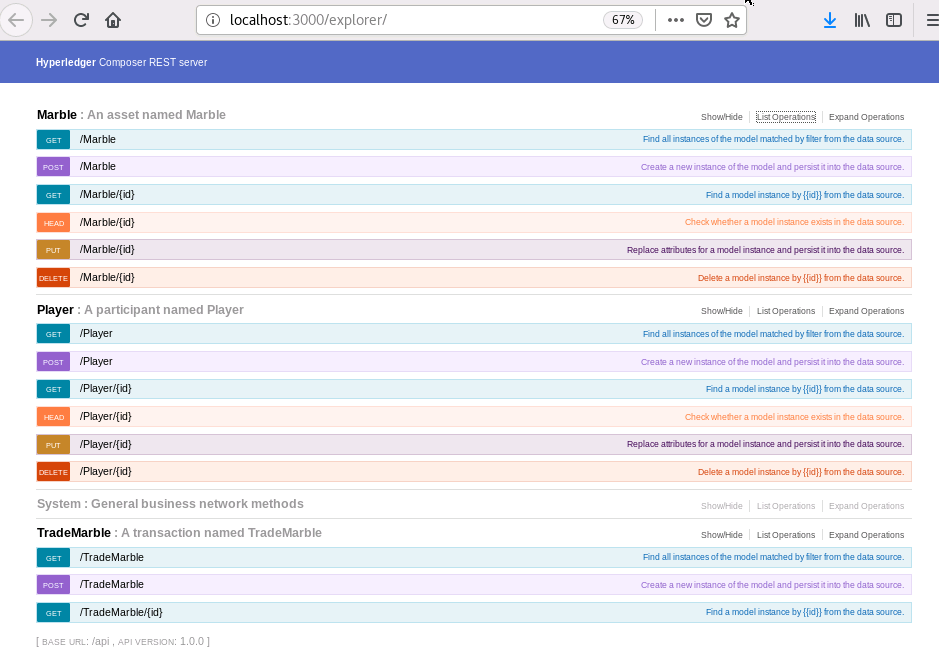 localhost:3000/explorer/ 67%
Hyperledger Composer REST server
Marble : An asset named Marble Show/Hide List Operations Expand Operations
GET /Marble Find all instances of the model matched by filter from the data source.
POST /Marble Create a new instance of the model and persist it into the data source.
GET /Marble/{id} Find a model instance by {{id}} from the data source.
HEAD /Marble/{id} Check whether a model instance exists in the data source.
PUT /Marble/{id} Replace attributes for a model instance and persist it into the data source.
DELETE /Marble/{id} Delete a model instance by {{id}} from the data source.
Player : A participant named Player Show/Hide List Operations Expand Operations
GET /Player Find all instances of the model matched by filter from the data source.
POST /Player Create a new instance of the model and persist it into the data source.
GET /Player/{id} Find a model instance by {{id}} from the data source.
HEAD /Player/{id} Check whether a model instance exists in the data source.
PUT /Player/{id} Replace attributes for a model instance and persist it into the data source.
DELETE /Player/{id} Delete a model instance by {{id}} from the data source.
System : General business network methods Show/Hide List Operations Expand Operations
TradeMarble : A transaction named TradeMarble Show/Hide List Operations Expand Operations
GET /TradeMarble Find all instances of the model matched by filter from the data source.
POST /TradeMarble Create a new instance of the model and persist it into the data source.
GET /TradeMarble/{id} Find a model instance by {{id}} from the data source.
[ BASE URL: /api , API VERSION: 1.0.0 ]